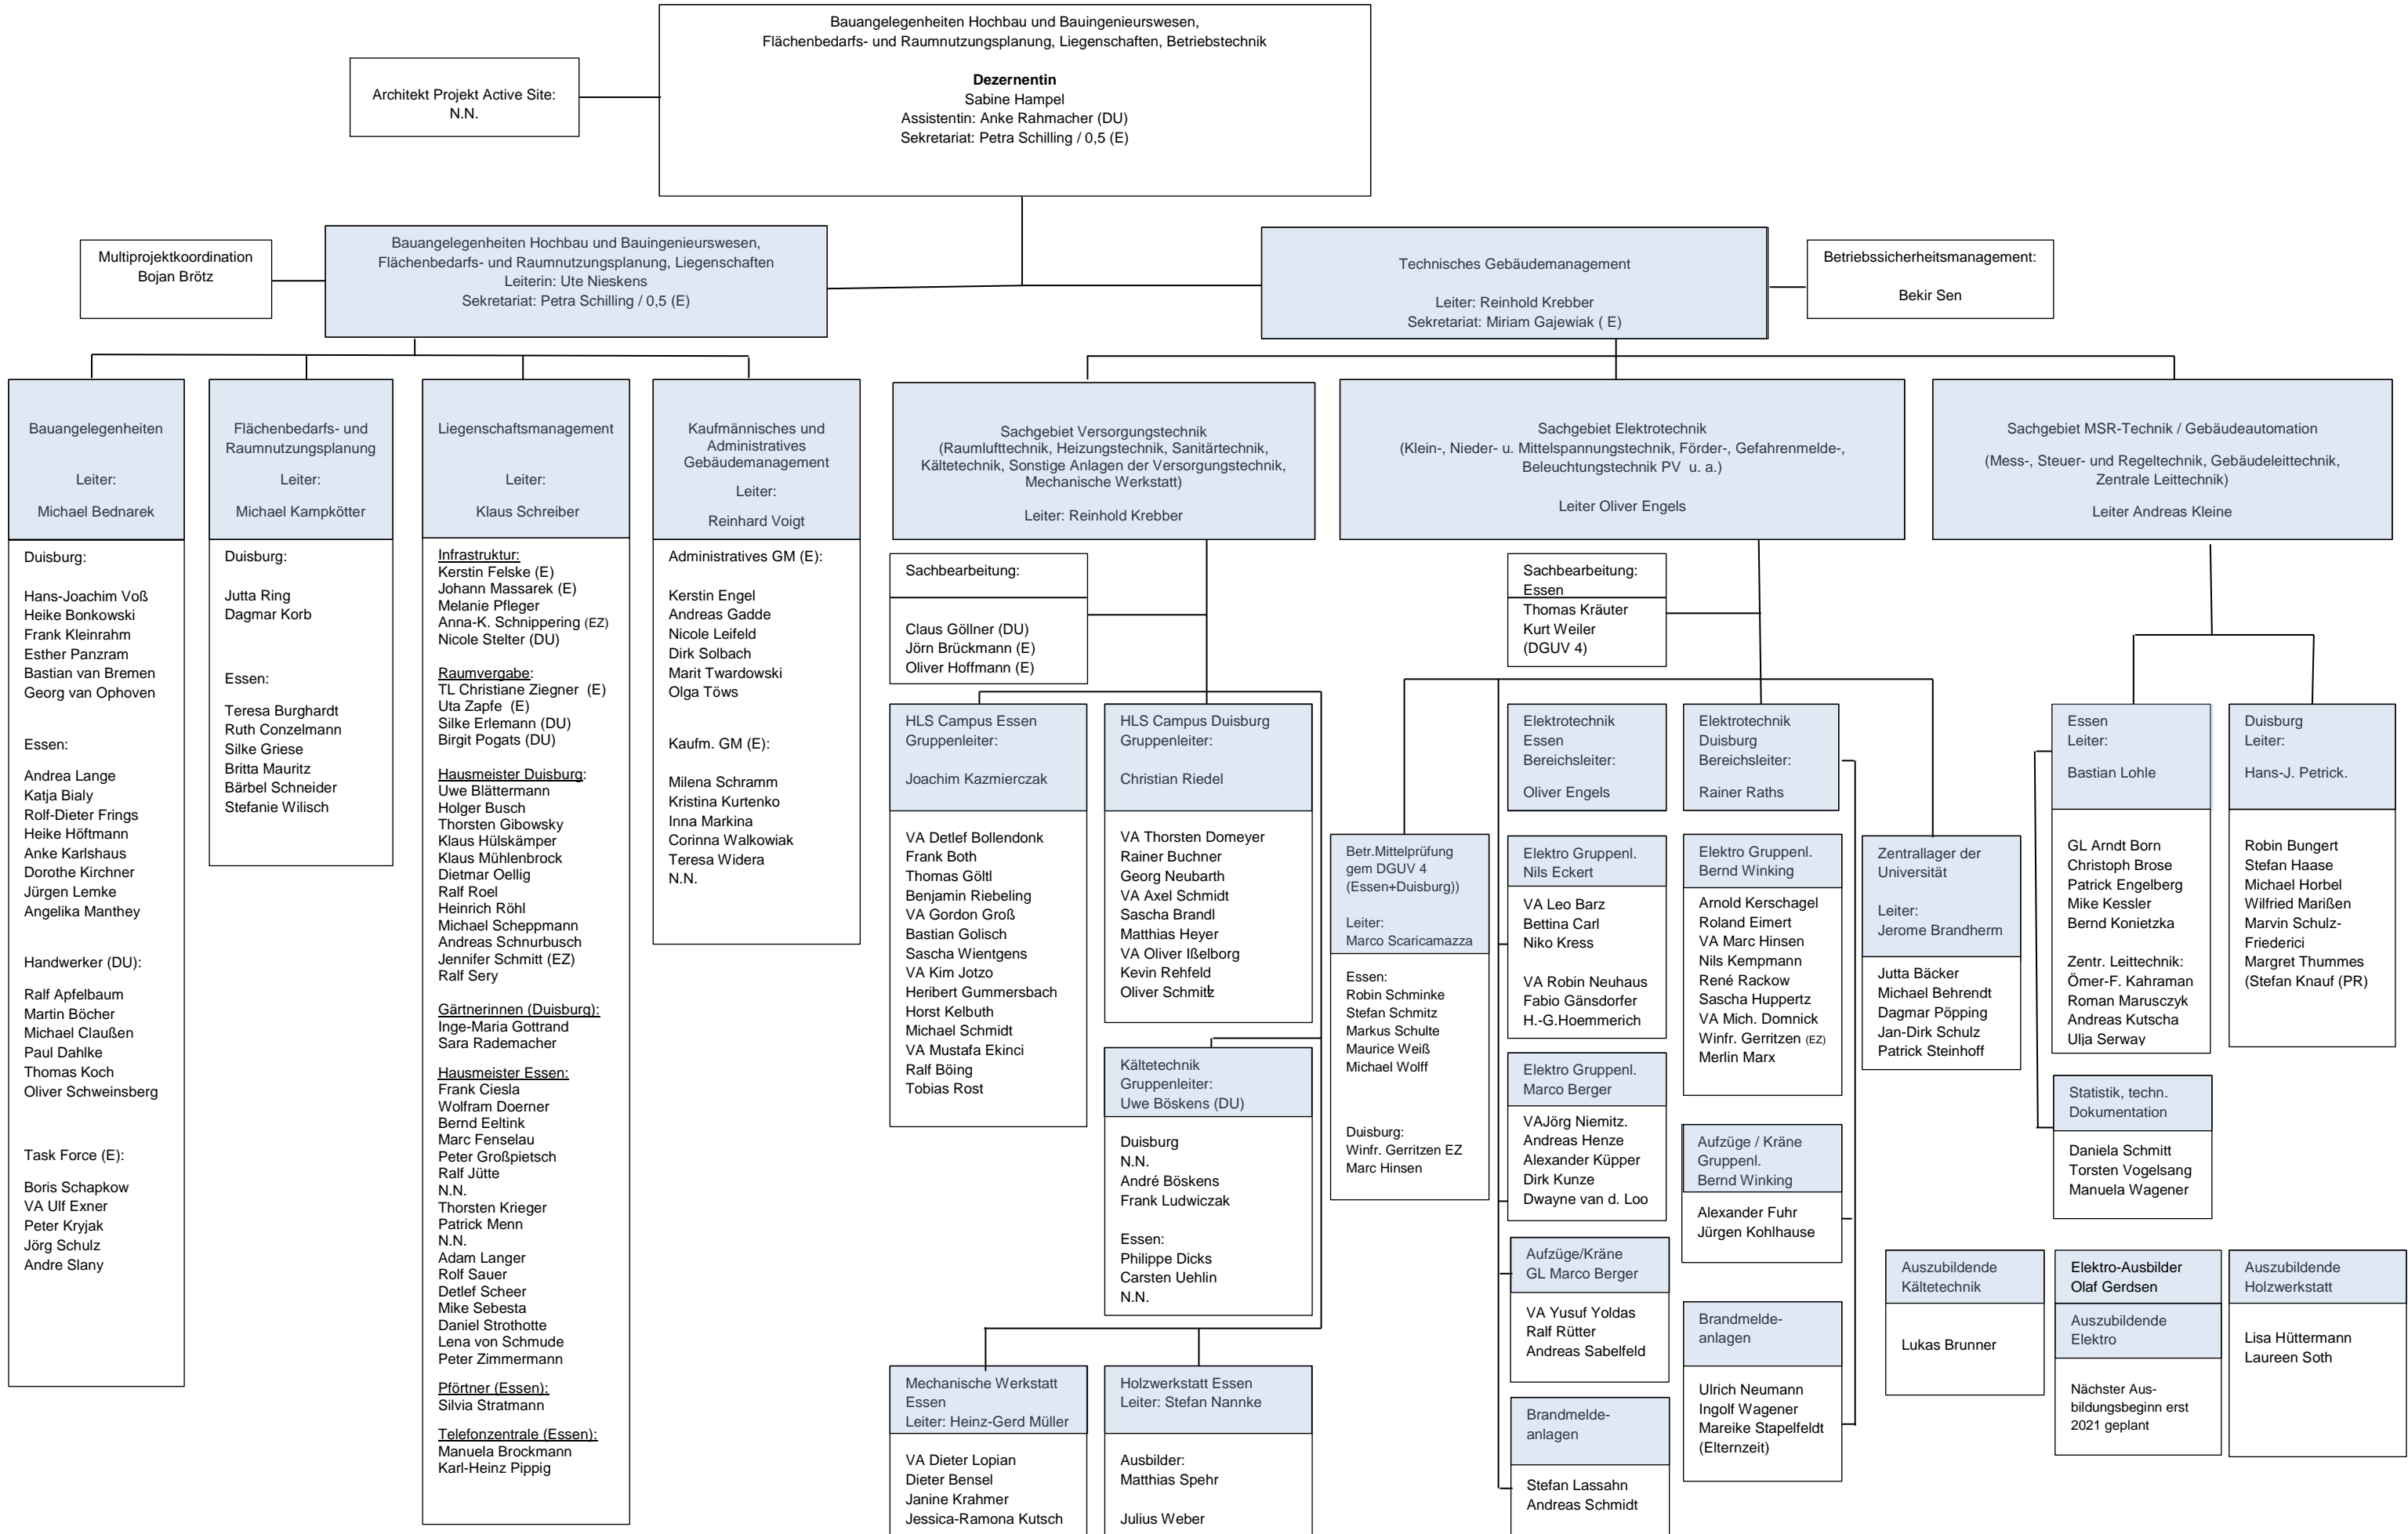 Bauangelegenheiten Hochbau und Bauingenieurswesen,
Flächenbedarfs- und Raumnutzungsplanung, Liegenschaften, Betriebstechnik
Dezernentin
Sabine Hampel
Assistentin: Anke Rahmacher (DU)
Sekretariat: Petra Schilling / 0,5 (E)
Architekt Projekt Active Site:
N.N.
Multiprojektkoordination
Bojan Brötz
Bauangelegenheiten Hochbau und Bauingenieurswesen,
Flächenbedarfs- und Raumnutzungsplanung, Liegenschaften
Leiterin: Ute Nieskens
Sekretariat: Petra Schilling / 0,5 (E)
Technisches Gebäudemanagement
Leiter: Reinhold Krebber
Sekretariat: Miriam Gajewiak ( E)
Betriebssicherheitsmanagement:
Bekir Sen
Bauangelegenheiten
Leiter:
Michael Bednarek
Duisburg:
Hans-Joachim Voß
Heike Bonkowski
Frank Kleinrahm
Esther Panzram
Bastian van Bremen
Georg van Ophoven
Essen:
Andrea Lange
Katja Bialy
Rolf-Dieter Frings
Heike Höftmann
Anke Karlshaus
Dorothe Kirchner
Jürgen Lemke
Angelika Manthey
Handwerker (DU):
Ralf Apfelbaum
Martin Böcher
Michael Claußen
Paul Dahlke
Thomas Koch
Oliver Schweinsberg
Task Force (E):
Boris Schapkow
VA Ulf Exner
Peter Kryjak
Jörg Schulz
Andre Slany
Flächenbedarfs- und
Raumnutzungsplanung
Leiter:
Michael Kampkötter
Duisburg:
Jutta Ring
Dagmar Korb
Essen:
Teresa Burghardt
Ruth Conzelmann
Silke Griese
Britta Mauritz
Bärbel Schneider
Stefanie Wilisch
Liegenschaftsmanagement
Leiter:
Klaus Schreiber
Infrastruktur:
Kerstin Felske (E)
Johann Massarek (E)
Melanie Pfleger
Anna-K. Schnippering (EZ)
Nicole Stelter (DU)
Raumvergabe:
TL Christiane Ziegner (E)
Uta Zapfe (E)
Silke Erlemann (DU)
Birgit Pogats (DU)
Hausmeister Duisburg:
Uwe Blättermann
Holger Busch
Thorsten Gibowsky
Klaus Hülskämper
Klaus Mühlenbrock
Dietmar Oellig
Ralf Roel
Heinrich Röhl
Michael Scheppmann
Andreas Schnurbusch
Jennifer Schmitt (EZ)
Ralf Sery
Gärtnerinnen (Duisburg):
Inge-Maria Gottrand
Sara Rademacher
Hausmeister Essen:
Frank Ciesla
Wolfram Doerner
Bernd Eeltink
Marc Fenselau
Peter Großpietsch
Ralf Jütte
N.N.
Thorsten Krieger
Patrick Menn
N.N.
Adam Langer
Rolf Sauer
Detlef Scheer
Mike Sebesta
Daniel Strothotte
Lena von Schmude
Peter Zimmermann
Pförtner (Essen):
Silvia Stratmann
Telefonzentrale (Essen):
Manuela Brockmann
Karl-Heinz Pippig
Kaufmännisches und
Administratives
Gebäudemanagement
Leiter:
Reinhard Voigt
Administratives GM (E):
Kerstin Engel
Andreas Gadde
Nicole Leifeld
Dirk Solbach
Marit Twardowski
Olga Töws
Kaufm. GM (E):
Milena Schramm
Kristina Kurtenko
Inna Markina
Corinna Walkowiak
Teresa Widera
N.N.
Sachgebiet Versorgungstechnik
(Raumlufttechnik, Heizungstechnik, Sanitärtechnik,
Kältetechnik, Sonstige Anlagen der Versorgungstechnik,
Mechanische Werkstatt)
Leiter: Reinhold Krebber
Sachbearbeitung:
Claus Göllner (DU)
Jörn Brückmann (E)
Oliver Hoffmann (E)
HLS Campus Essen
Gruppenleiter:
Joachim Kazmierczak
VA Detlef Bollendonk
Frank Both
Thomas Göltl
Benjamin Riebeling
VA Gordon Groß
Bastian Golisch
Sascha Wientgens
VA Kim Jotzo
Heribert Gummersbach
Horst Kelbuth
Michael Schmidt
VA Mustafa Ekinci
Ralf Böing
Tobias Rost
HLS Campus Duisburg
Gruppenleiter:
Christian Riedel
VA Thorsten Domeyer
Rainer Buchner
Georg Neubarth
VA Axel Schmidt
Sascha Brandl
Matthias Heyer
VA Oliver Ißelborg
Kevin Rehfeld
Oliver Schmitz
Kältetechnik
Gruppenleiter:
Uwe Böskens (DU)
Duisburg
N.N.
André Böskens
Frank Ludwiczak
Essen:
Philippe Dicks
Carsten Uehlin
N.N.
Mechanische Werkstatt
Essen
Leiter: Heinz-Gerd Müller
VA Dieter Lopian
Dieter Bensel
Janine Krahmer
Jessica-Ramona Kutsch
Holzwerkstatt Essen
Leiter: Stefan Nannke
Ausbilder:
Matthias Spehr
Julius Weber
Sachgebiet Elektrotechnik
(Klein-, Nieder- u. Mittelspannungstechnik, Förder-, Gefahrenmelde-,
Beleuchtungstechnik PV u. a.)
Leiter Oliver Engels
Sachbearbeitung:
Essen
Thomas Kräuter
Kurt Weiler
(DGUV 4)
Betr.Mittelprüfung
gem DGUV 4
(Essen+Duisburg))
Leiter:
Marco Scaricamazza
Essen:
Robin Schminke
Stefan Schmitz
Markus Schulte
Maurice Weiß
Michael Wolff
Duisburg:
Winfr. Gerritzen EZ
Marc Hinsen
Elektrotechnik
Essen
Bereichsleiter:
Oliver Engels
Elektro Gruppenl.
Nils Eckert
VA Leo Barz
Bettina Carl
Niko Kress
VA Robin Neuhaus
Fabio Gänsdorfer
H.-G.Hoemmerich
Elektro Gruppenl.
Marco Berger
VAJörg Niemitz.
Andreas Henze
Alexander Küpper
Dirk Kunze
Dwayne van d. Loo
Aufzüge/Kräne
GL Marco Berger
VA Yusuf Yoldas
Ralf Rütter
Andreas Sabelfeld
Brandmelde-
anlagen
Stefan Lassahn
Andreas Schmidt
Elektrotechnik
Duisburg
Bereichsleiter:
Rainer Raths
Elektro Gruppenl.
Bernd Winking
Arnold Kerschagel
Roland Eimert
VA Marc Hinsen
Nils Kempmann
René Rackow
Sascha Huppertz
VA Mich. Domnick
Winfr. Gerritzen (EZ)
Merlin Marx
Aufzüge / Kräne
Gruppenl.
Bernd Winking
Alexander Fuhr
Jürgen Kohlhause
Brandmelde-
anlagen
Ulrich Neumann
Ingolf Wagener
Mareike Stapelfeldt
(Elternzeit)
Zentrallager der
Universität
Leiter:
Jerome Brandherm
Jutta Bäcker
Michael Behrendt
Dagmar Pöpping
Jan-Dirk Schulz
Patrick Steinhoff
Sachgebiet MSR-Technik / Gebäudeautomation
(Mess-, Steuer- und Regeltechnik, Gebäudeleittechnik,
Zentrale Leittechnik)
Leiter Andreas Kleine
Essen
Leiter:
Bastian Lohle
GL Arndt Born
Christoph Brose
Patrick Engelberg
Mike Kessler
Bernd Konietzka
Zentr. Leittechnik:
Ömer-F. Kahraman
Roman Marusczyk
Andreas Kutscha
Ulja Serway
Duisburg
Leiter:
Hans-J. Petrick.
Robin Bungert
Stefan Haase
Michael Horbel
Wilfried Marißen
Marvin Schulz-
Friederici
Margret Thummes
(Stefan Knauf (PR)
Statistik, techn.
Dokumentation
Daniela Schmitt
Torsten Vogelsang
Manuela Wagener
Auszubildende
Kältetechnik
Lukas Brunner
Elektro-Ausbilder
Olaf Gerdsen
Auszubildende
Elektro
Nächster Aus-
bildungsbeginn erst
2021 geplant
Auszubildende
Holzwerkstatt
Lisa Hüttermann
Laureen Soth